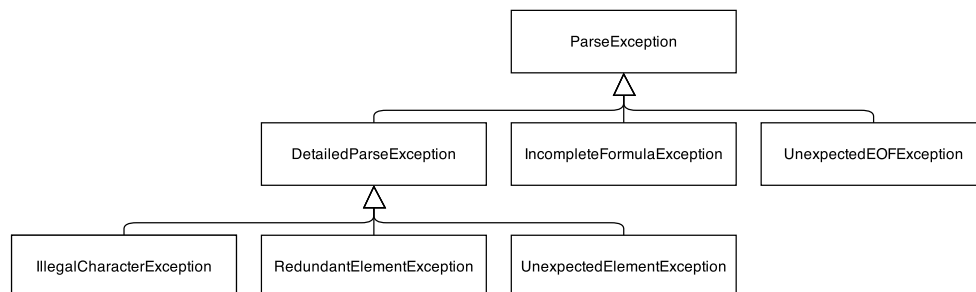 ParseException
DetailedParseException
IncompleteFormulaException
UnexpectedEOFException
IllegalCharacterException
RedundantElementException
UnexpectedElementException